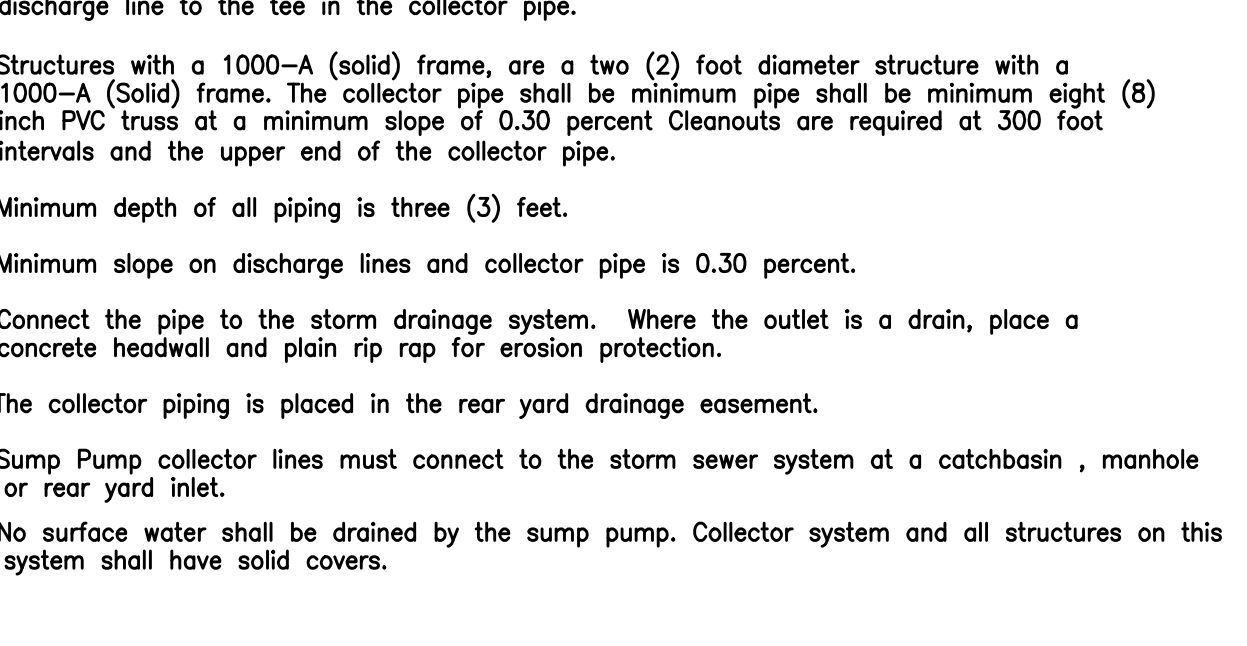 discharge line to the tee in the collector pipe.
Structures with a 1000-A (solid) frame, are a two (2) foot diameter structure with a
1000-A (Solid) frame. The collector pipe shall be minimum pipe shall be minimum eight (8)
inch PVC truss at a minimum slope of 0.30 percent Cleanouts are required at 300 foot
intervals and the upper end of the collector pipe.
Minimum depth of all piping is three (3) feet.
Minimum slope on discharge lines and collector pipe is 0.30 percent.
Connect the pipe to the storm drainage system. Where the outlet is a drain, place a
concrete headwall and plain rip rap for erosion protection.
The collector piping is placed in the rear yard drainage easement.
Sump Pump collector lines must connect to the storm sewer system at a catchbasin , manhole
or rear yard inlet.
No surface water shall be drained by the sump pump. Collector system and all structures on this
system shall have solid covers.